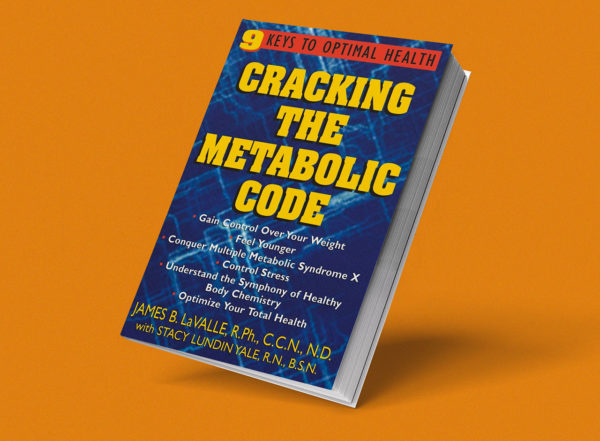 9 KEYS TO OPTIMAL HEALTH
CRACKING
THE
METABOLIC
CODE
• Gain Control Over Your Weight
Feel Younger
• Conquer Multiple Metabolic Syndrome X
• Control Stress
• Understand the Symphony of Healthy
Body Chemistry
• Optimize Your Total Health
JAMES B. LaVALLE, R.Ph., C.C.N., N.D.
with STACY LUNDIN YALE, R.N., B.S.N.